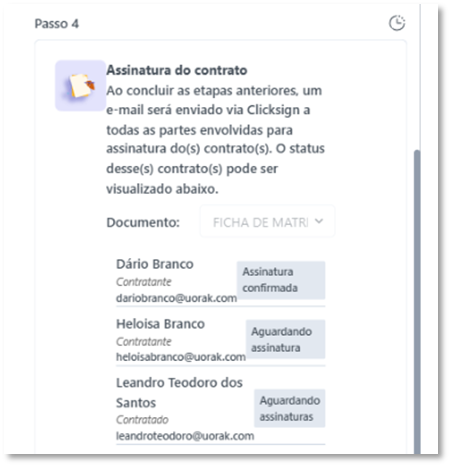 Passo 4
Assinatura do contrato
Ao concluir as etapas anteriores, um
e-mail será enviado via Clicksign a
todas as partes envolvidas para
assinatura do(s) contrato(s). O status
desse(s) contrato(s) pode ser
visualizado abaixo.
Documento: FICHA DE MATRI
Dário Branco
Contratante
dariobranco@uorak.com
Assinatura
confirmada
Heloisa Branco
Contratante
heloisabranco@uorak.com
Aguardando
assinatura
Leandro Teodoro dos
Santos
Contratado
leandroteodoro@uorak.com
Aguardando
assinaturas